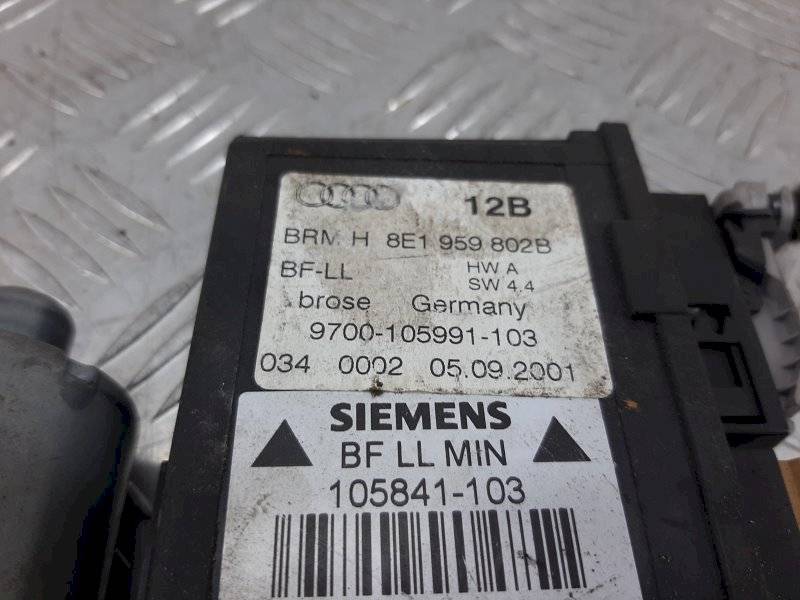 12B
BRM H 8E1 959 802B
BF-LL HW A
SW 4.4
brose Germany
9700-105991-103
034 0002 05.09.2001
SIEMENS
BF LL MIN
105841-103